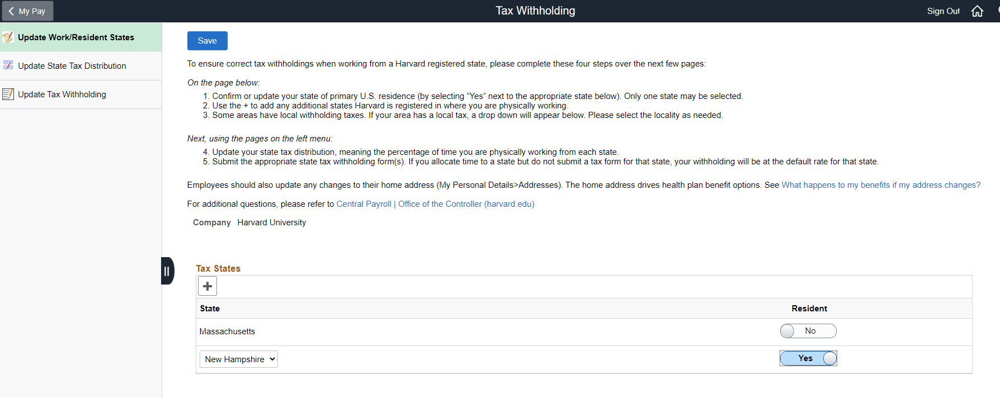 My Pay
Tax Withholding
Sign Out
Update Work/Resident States
Update State Tax Distribution
Update Tax Withholding
Save
To ensure correct tax withholdings when working from a Harvard registered state, please complete these four steps over the next few pages:
On the page below:
1. Confirm or update your state of primary U.S. residence (by selecting “Yes” next to the appropriate state below). Only one state may be selected.
2. Use the + to add any additional states Harvard is registered in where you are physically working.
3. Some areas have local withholding taxes. If your area has a local tax, a drop down will appear below. Please select the locality as needed.
Next, using the pages on the left menu:
4. Update your state tax distribution, meaning the percentage of time you are physically working from each state.
5. Submit the appropriate state tax withholding form(s). If you allocate time to a state but do not submit a tax form for that state, your withholding will be at the default rate for that state.
Employees should also update any changes to their home address (My Personal Details>Addresses). The home address drives health plan benefit options. See What happens to my benefits if my address changes?
For additional questions, please refer to Central Payroll | Office of the Controller (harvard.edu)
Company Harvard University
Tax States
State Resident
Massachusetts No
New Hampshire Yes